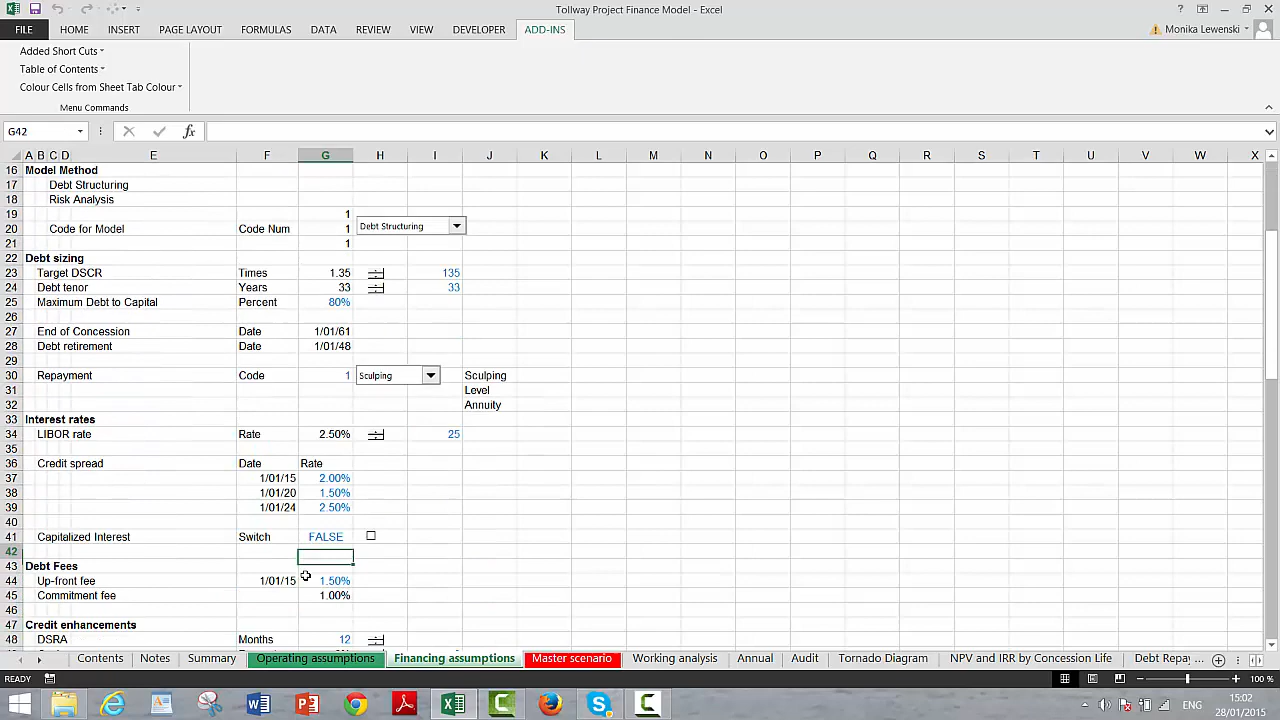 Tollway Project Finance Model - Excel
FILE HOME INSERT PAGE LAYOUT FORMULAS DATA REVIEW VIEW DEVELOPER ADD-INS Monika Lewenski
Added Short Cuts
Table of Contents
Colour Cells from Sheet Tab Colour
Menu Commands
G42 fx
A B C D E F G H I J K L M N O P Q R S T U V W X
16 Model Method
17 Debt Structuring
18 Risk Analysis
19 1
20 Code for Model Code Num 1 Debt Structuring
21 1
22 Debt sizing
23 Target DSCR Times 1.35 135
24 Debt tenor Years 33 33
25 Maximum Debt to Capital Percent 80%
26
27 End of Concession Date 1/01/61
28 Debt retirement Date 1/01/48
29
30 Repayment Code 1 Sculping Sculping
31 Level
32 Annuity
33 Interest rates
34 LIBOR rate Rate 2.50% 25
35
36 Credit spread Date Rate
37 1/01/15 2.00%
38 1/01/20 1.50%
39 1/01/24 2.50%
40
41 Capitalized Interest Switch FALSE
42
43 Debt Fees
44 Up-front fee 1/01/15 1.50%
45 Commitment fee 1.00%
46
47 Credit enhancements
48 DSRA Months 12
Contents Notes Summary Operating assumptions Financing assumptions Master scenario Working analysis Annual Audit Tornado Diagram NPV and IRR by Concession Life Debt Repay ...
READY 100 %
ENG 15:02
28/01/2015